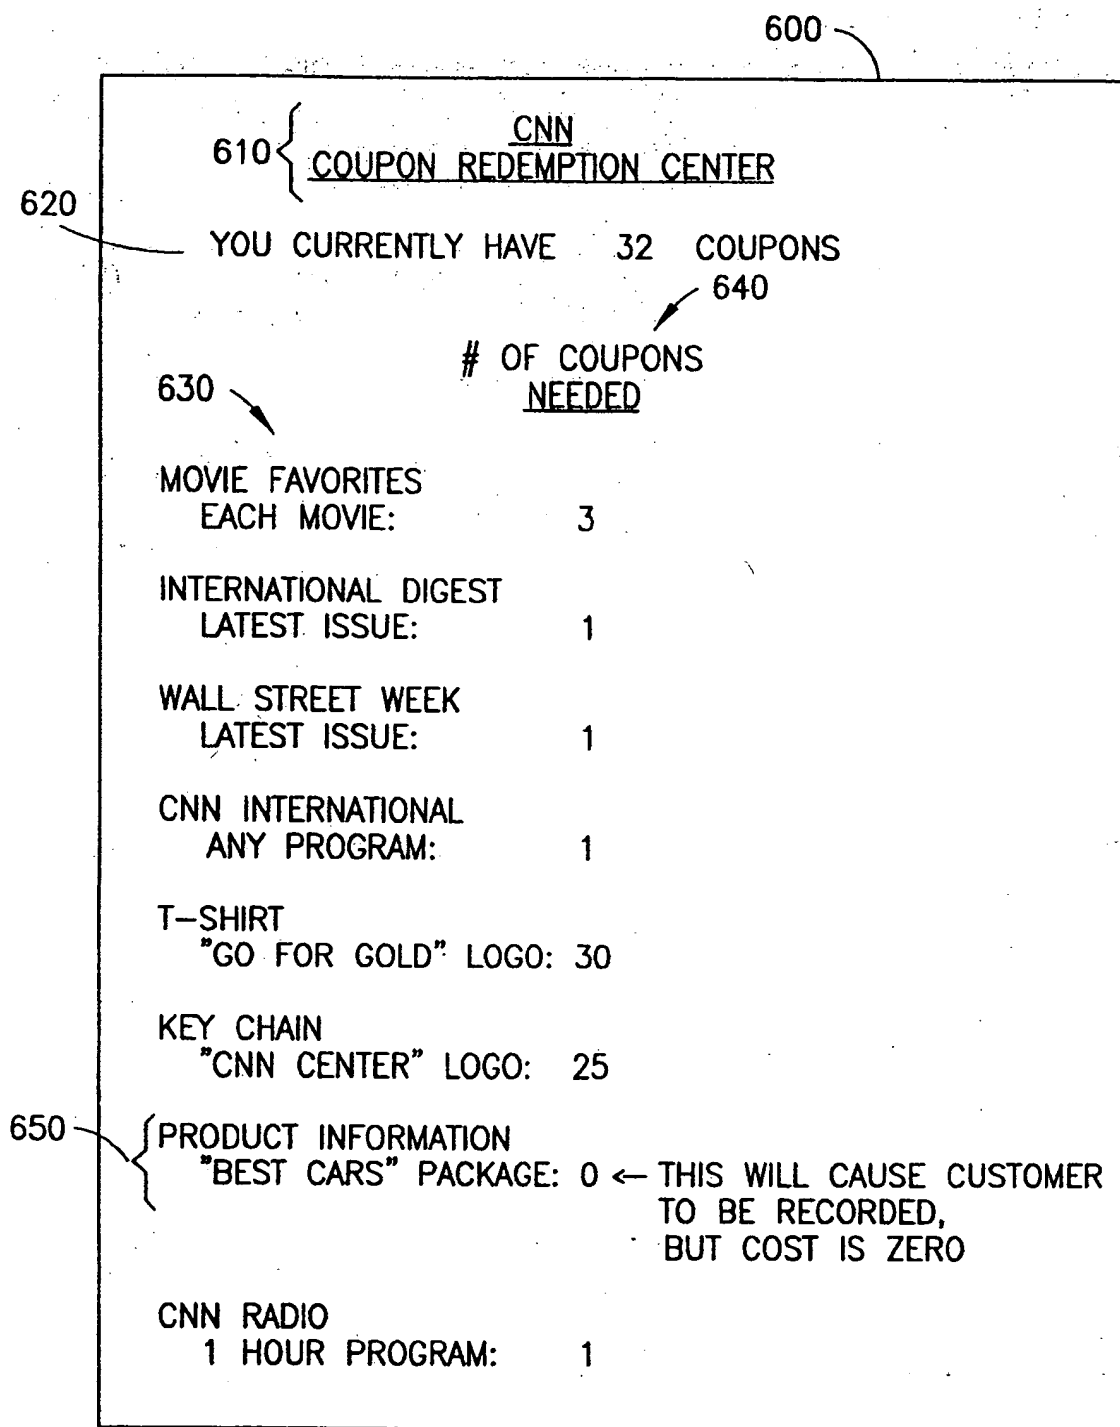 600
CNN
610 COUPON REDEMPTION CENTER
620
YOU CURRENTLY HAVE 32 COUPONS
640
# OF COUPONS
NEEDED
630
MOVIE FAVORITES
EACH MOVIE: 3
INTERNATIONAL DIGEST
LATEST ISSUE: 1
WALL STREET WEEK
LATEST ISSUE: 1
CNN INTERNATIONAL
ANY PROGRAM: 1
T-SHIRT
"GO FOR GOLD" LOGO: 30
KEY CHAIN
"CNN CENTER" LOGO: 25
650 PRODUCT INFORMATION
"BEST CARS" PACKAGE: 0 ← THIS WILL CAUSE CUSTOMER
TO BE RECORDED,
BUT COST IS ZERO
CNN RADIO
1 HOUR PROGRAM: 1